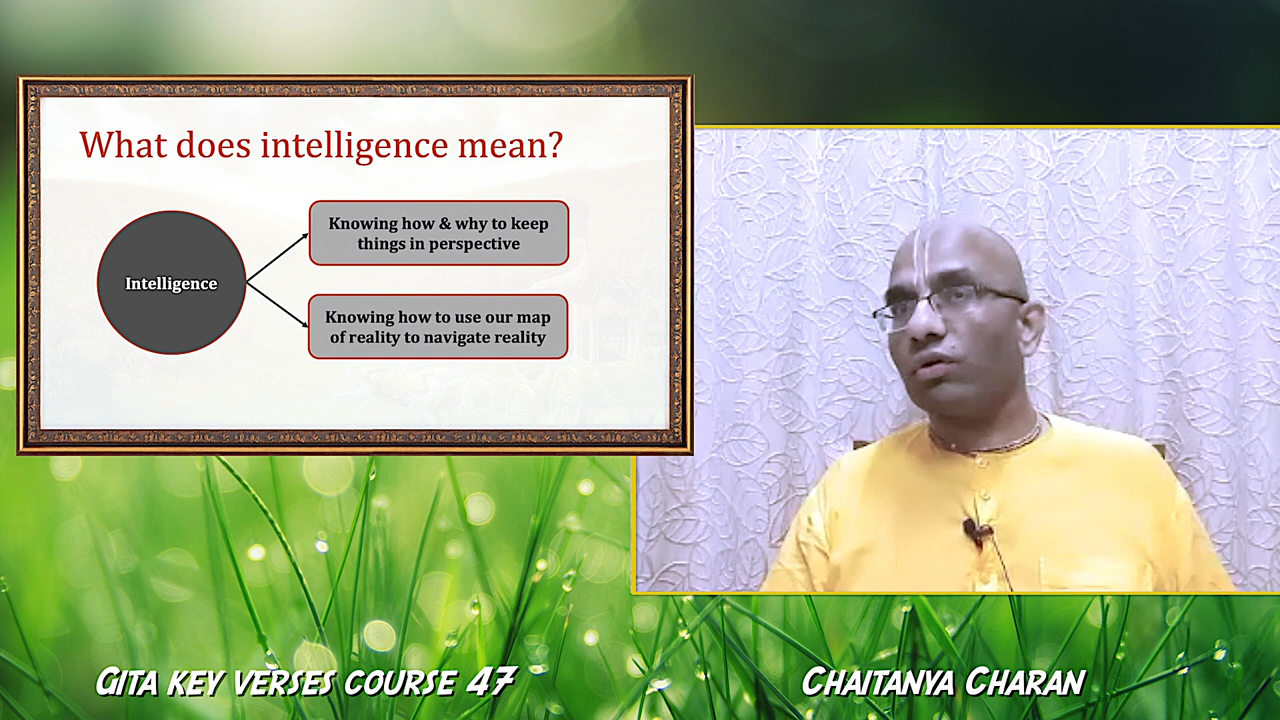 What does intelligence mean?
Intelligence
Knowing how & why to keep
things in perspective
Knowing how to use our map
of reality to navigate reality
Gita key verses course 47
Chaitanya Charan